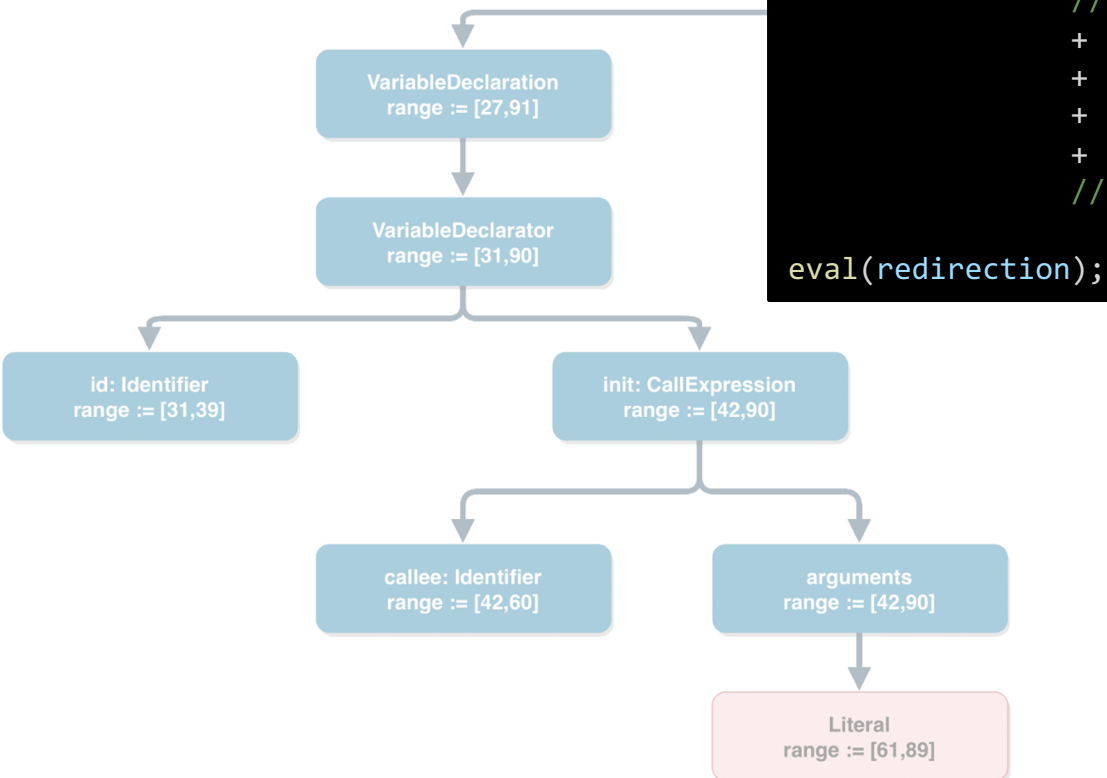 //
+
+
+
+
//
eval(redirection);
VariableDeclaration
range := [27,91]
VariableDeclarator
range := [31,90]
id: Identifier
range := [31,39]
init: CallExpression
range := [42,90]
callee: Identifier
range := [42,60]
arguments
range := [42,90]
Literal
range := [61,89]